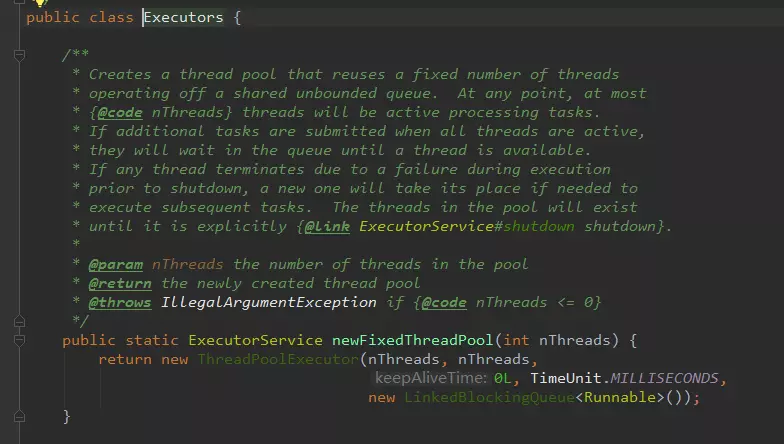 public class Executors {
/**
* Creates a thread pool that reuses a fixed number of threads
* operating off a shared unbounded queue.  At any point, at most
* {@code nThreads} threads will be active processing tasks.
* If additional tasks are submitted when all threads are active,
* they will wait in the queue until a thread is available.
* If any thread terminates due to a failure during execution
* prior to shutdown, a new one will take its place if needed to
* execute subsequent tasks.  The threads in the pool will exist
* until it is explicitly {@link ExecutorService#shutdown shutdown}.
*
* @param nThreads the number of threads in the pool
* @return the newly created thread pool
* @throws IllegalArgumentException if {@code nThreads <= 0}
*/
public static ExecutorService newFixedThreadPool(int nThreads) {
return new ThreadPoolExecutor(nThreads, nThreads,
keepAliveTime: 0L, TimeUnit.MILLISECONDS,
new LinkedBlockingQueue<Runnable>());
}